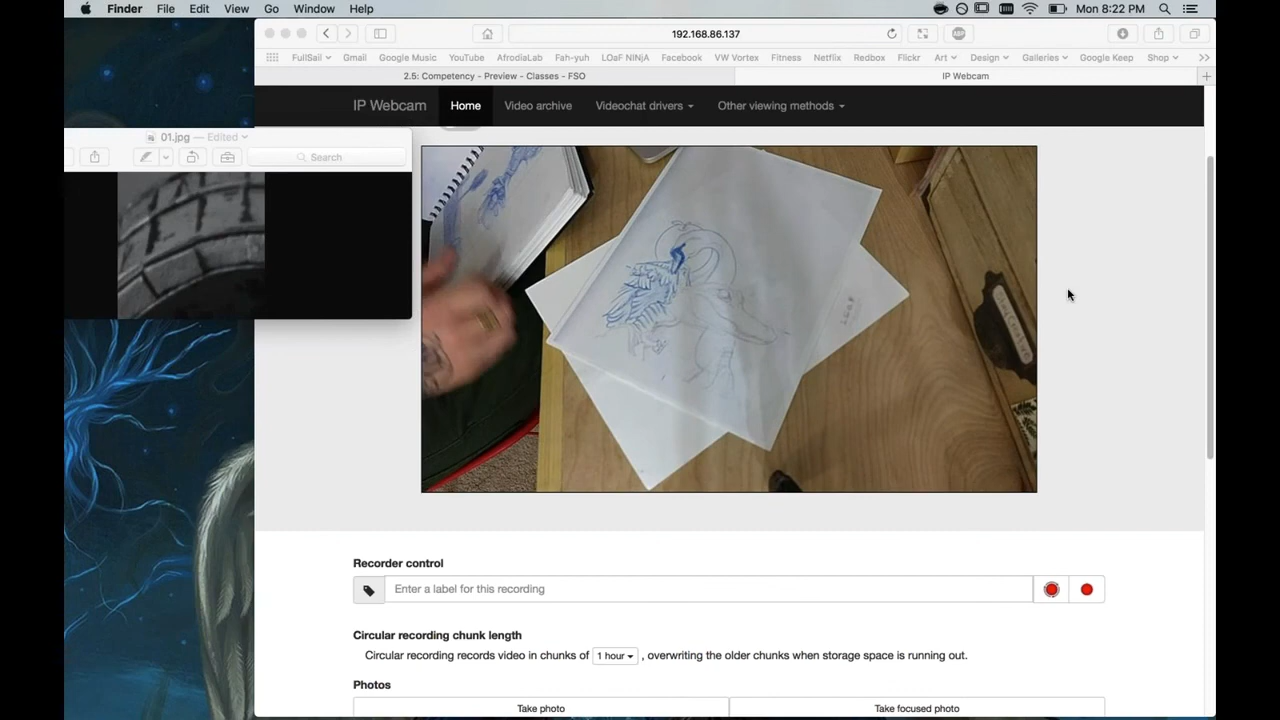 Finder File Edit View Go Window Help Mon 8:22 PM
192.168.86.137
FullSail Gmail Google Music YouTube AfrodiaLab Fah-yuh LOaF NINjA Facebook VW Vortex Fitness Netflix Redbox Flickr Art Design Galleries Google Keep Shop
2.5: Competency - Preview - Classes - FSO IP Webcam
IP Webcam Home Video archive Videochat drivers Other viewing methods
01.jpg — Edited
Search
LOaF
Recorder control
Enter a label for this recording
Circular recording chunk length
Circular recording records video in chunks of 1 hour , overwriting the older chunks when storage space is running out.
Photos
Take photo Take focused photo